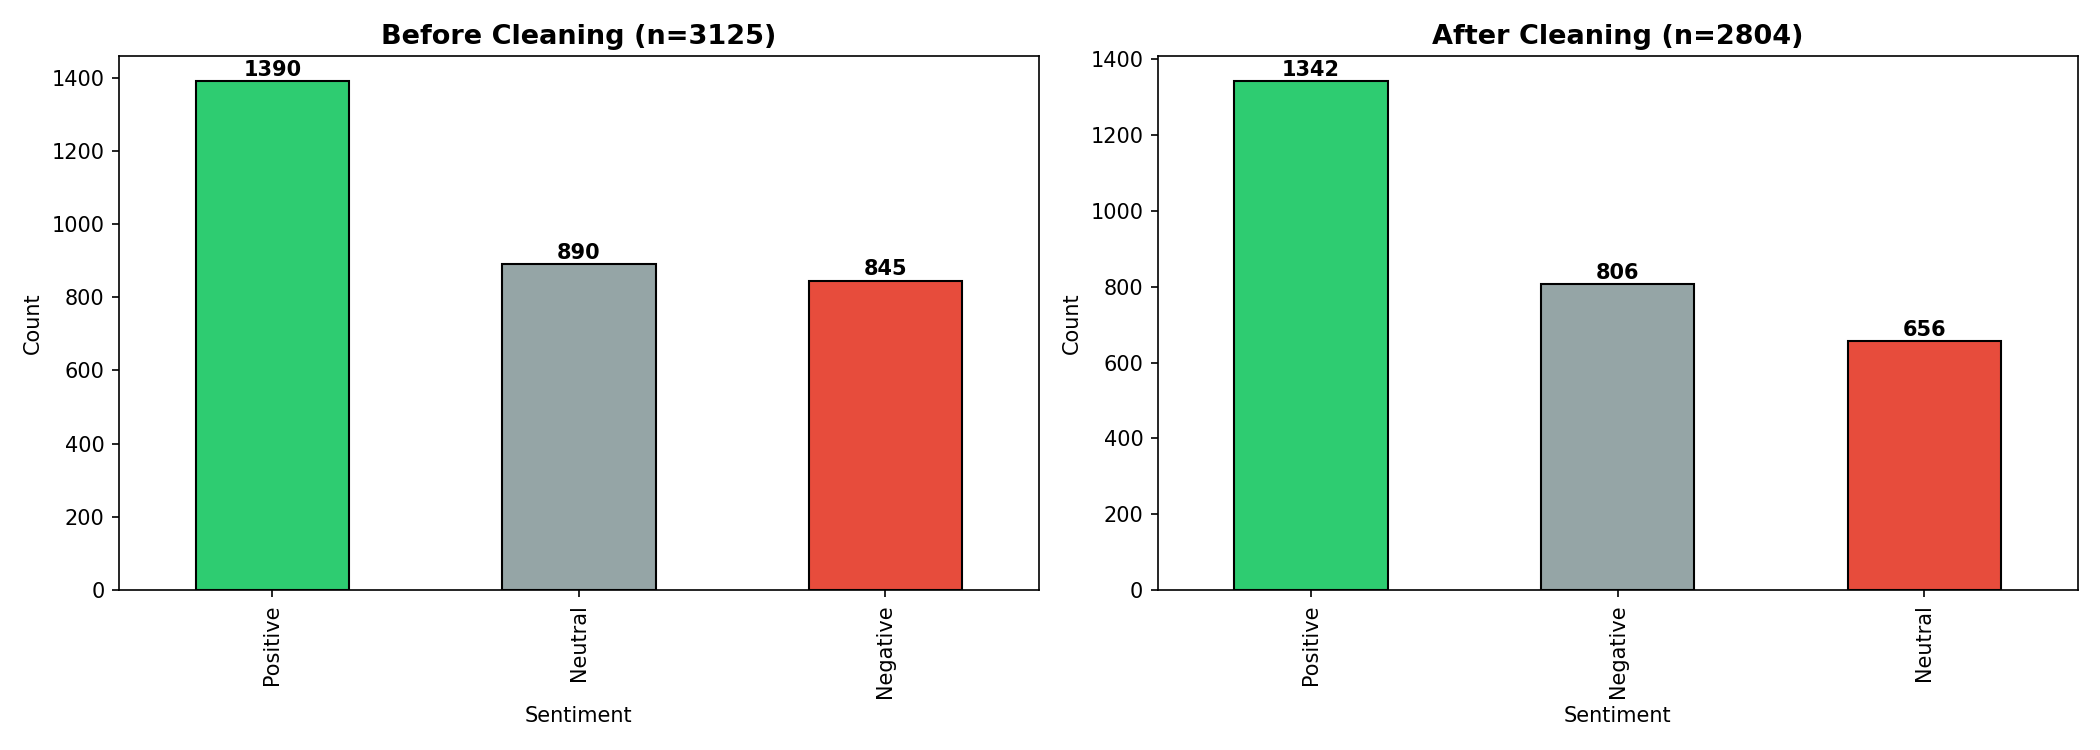 Before Cleaning (n=3125)
1400
1200
1000
800
600
400
200
0
Count
1390
890
845
Positive
Neutral
Negative
Sentiment
After Cleaning (n=2804)
1400
1200
1000
800
600
400
200
0
Count
1342
806
656
Positive
Negative
Neutral
Sentiment